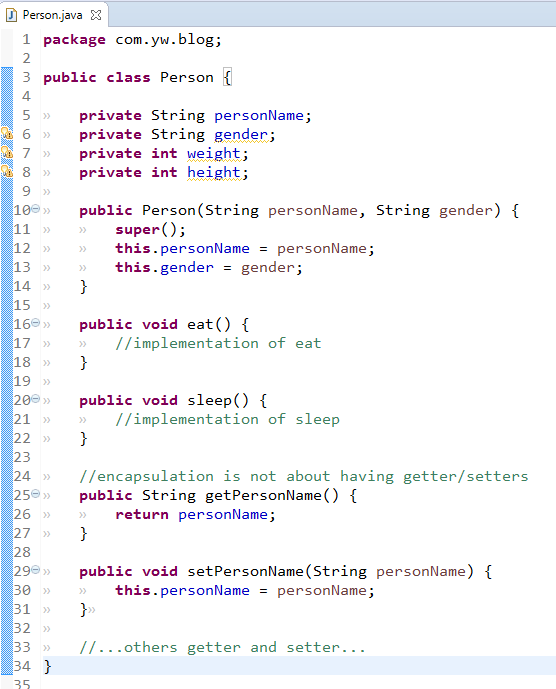 Person.java
1 package com.yw.blog;
2
3 public class Person {
4
5 » private String personName;
6 » private String gender;
7 » private int weight;
8 » private int height;
9 »
10 » public Person(String personName, String gender) {
11 » » super();
12 » » this.personName = personName;
13 » » this.gender = gender;
14 » }
15 »
16 » public void eat() {
17 » » //implementation of eat
18 » }
19 »
20 » public void sleep() {
21 » » //implementation of sleep
22 » }
23
24 » //encapsulation is not about having getter/setters
25 » public String getPersonName() {
26 » » return personName;
27 » }
28
29 » public void setPersonName(String personName) {
30 » » this.personName = personName;
31 » }»
32 »
33 » //...others getter and setter...
34 }
35